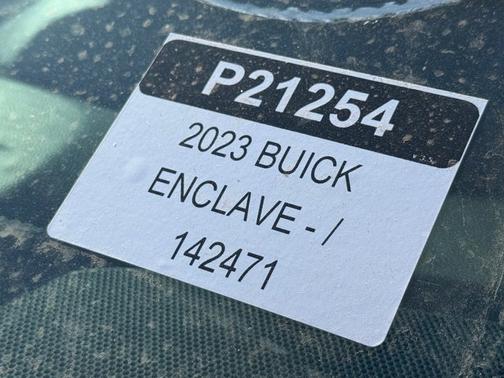 P21254
2023 BUICK
ENCLAVE - /
142471